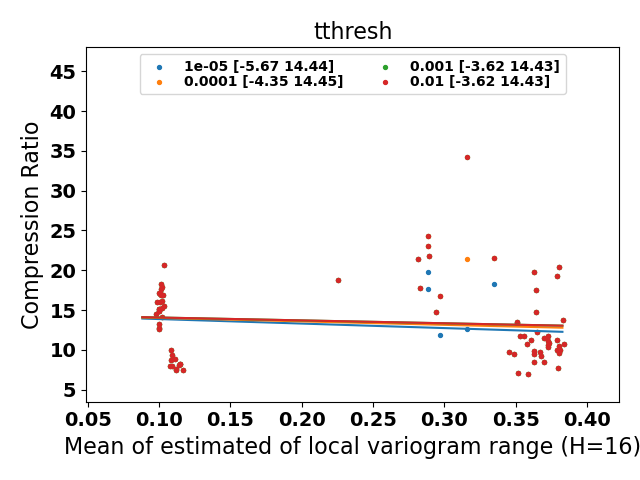 tthresh
1e-05 [-5.67 14.44]
0.0001 [-4.35 14.45]
0.001 [-3.62 14.43]
0.01 [-3.62 14.43]
Compression Ratio
45
40
35
30
25
20
15
10
5
0.05 0.10 0.15 0.20 0.25 0.30 0.35 0.40
Mean of estimated of local variogram range (H=16)